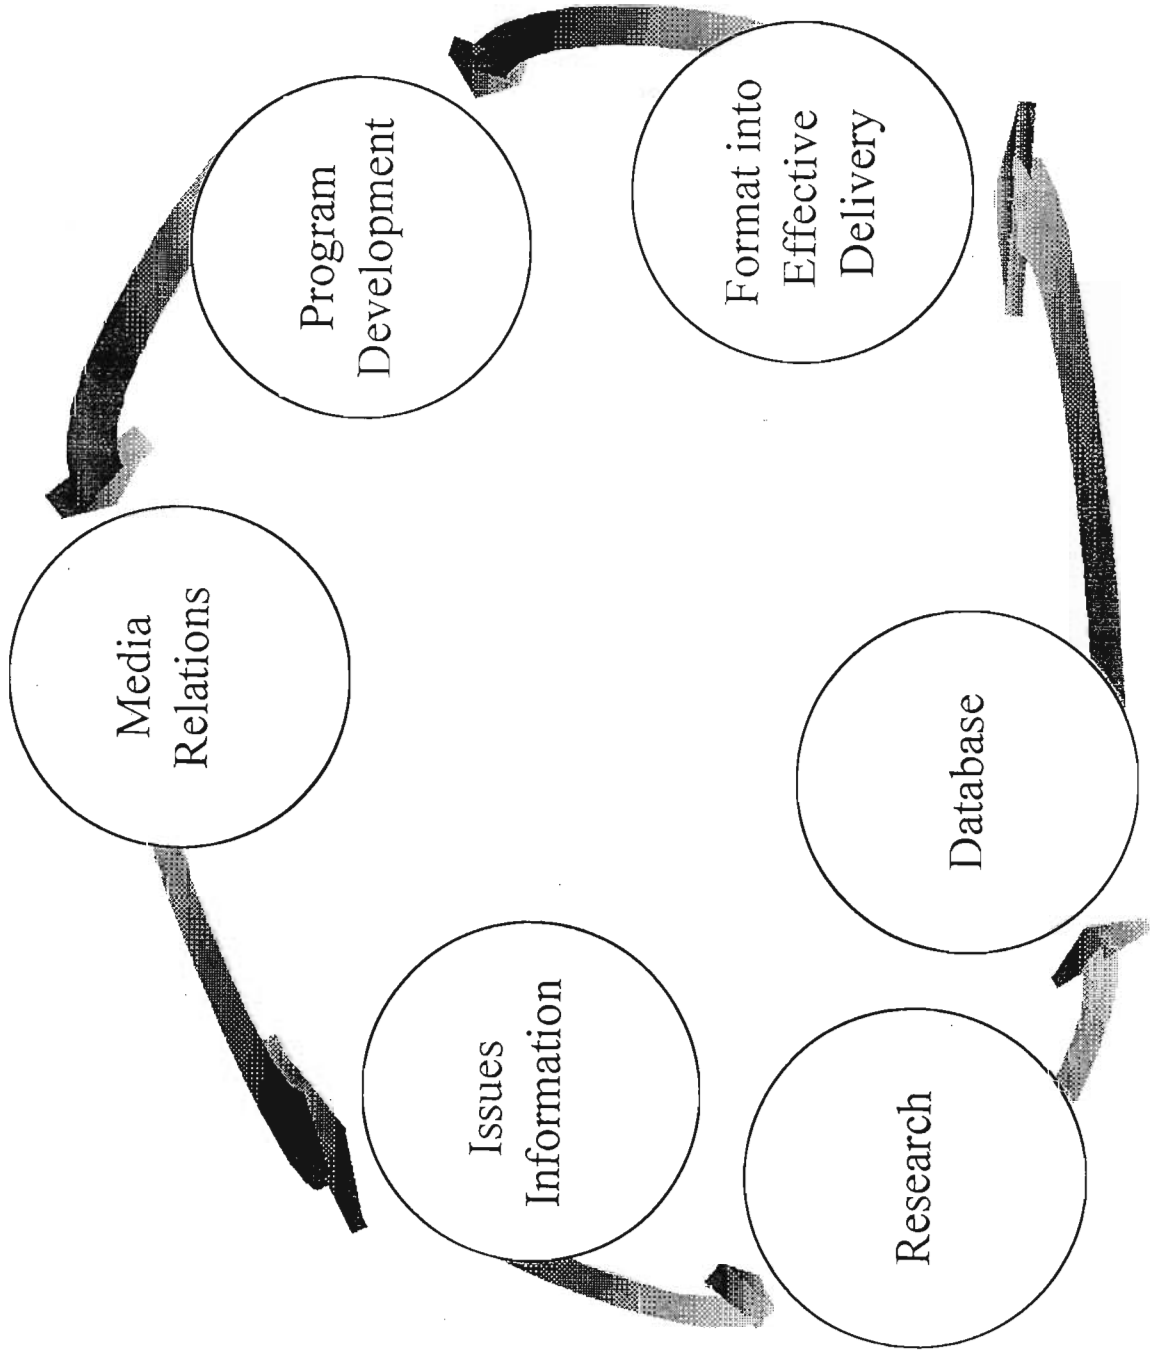 Media
Relations
Program
Development
Format into
Effective
Delivery
Database
Research
Issues
Information